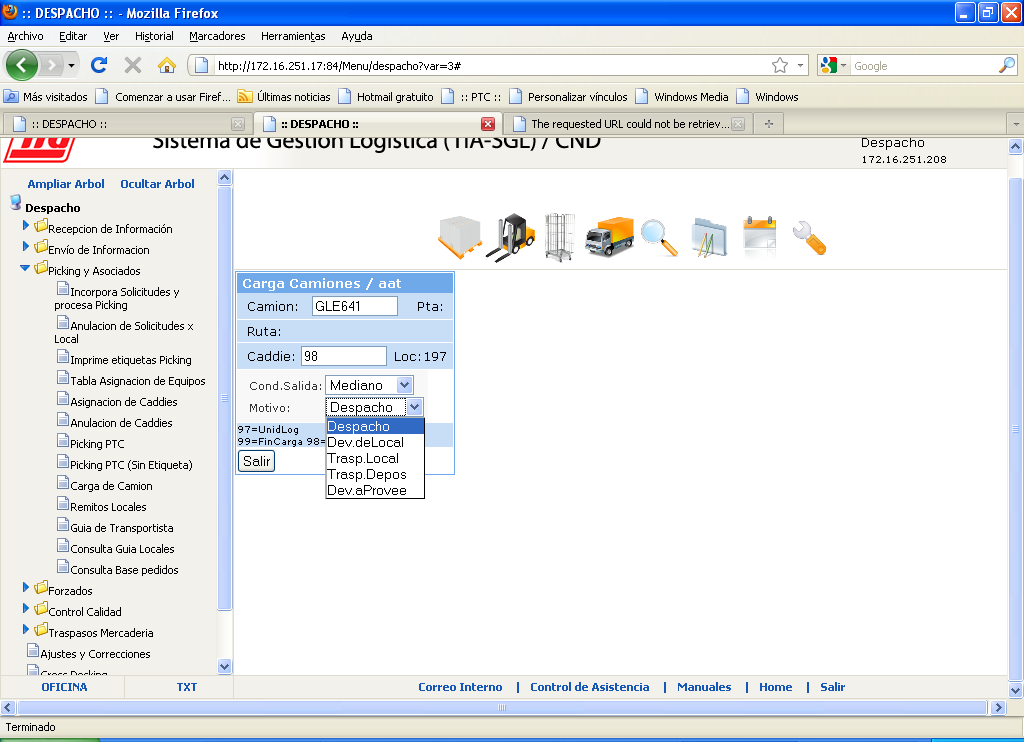 :: DESPACHO :: - Mozilla Firefox
Archivo Editar Ver Historial Marcadores Herramientas Ayuda
http://172.16.251.17:84/Menu/despacho?var=3#
Google
Más visitados Comenzar a usar Firef... Últimas noticias Hotmail gratuito :: PTC :: Personalizar vínculos Windows Media Windows
:: DESPACHO :: :: DESPACHO :: The requested URL could not be retriev...
Sistema de Gestión Logística (TIA-SGL) / CND
Despacho
172.16.251.208
Ampliar Arbol Ocultar Arbol
Despacho
Recepcion de Información
Envío de Informacion
Picking y Asociados
Incorpora Solicitudes y
procesa Picking
Anulacion de Solicitudes x
Local
Imprime etiquetas Picking
Tabla Asignacion de Equipos
Asignacion de Caddies
Anulacion de Caddies
Picking PTC
Picking PTC (Sin Etiqueta)
Carga de Camion
Remitos Locales
Guia de Transportista
Consulta Guia Locales
Consulta Base pedidos
Forzados
Control Calidad
Traspasos Mercaderia
Ajustes y Correcciones
Cross Docking
Carga Camiones / aat
Camion: GLE641 Pta:
Ruta:
Caddie: 98 Loc: 197
Cond.Salida: Mediano
Motivo: Despacho
Despacho
Dev.deLocal
Trasp.Local
Trasp.Depos
Dev.aProvee
97=UnidLog
99=FinCarga 98=
Salir
OFICINA TXT
Correo Interno | Control de Asistencia | Manuales | Home | Salir
Terminado